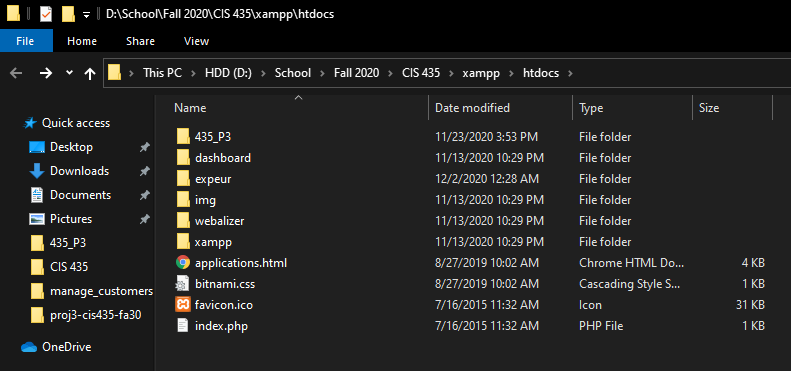 D:\School\Fall 2020\CIS 435\xampp\htdocs
File Home Share View
This PC HDD (D:) School Fall 2020 CIS 435 xampp htdocs
Name Date modified Type Size
Quick access
Desktop
Downloads
Documents
Pictures
435_P3
CIS 435
manage_customers
proj3-cis435-fa30
OneDrive
435_P3 11/23/2020 3:53 PM File folder
dashboard 11/13/2020 10:29 PM File folder
expeur 12/2/2020 12:28 AM File folder
img 11/13/2020 10:29 PM File folder
webalizer 11/13/2020 10:29 PM File folder
xampp 11/13/2020 10:29 PM File folder
applications.html 8/27/2019 10:02 AM Chrome HTML Do... 4 KB
bitnami.css 8/27/2019 10:02 AM Cascading Style S... 1 KB
favicon.ico 7/16/2015 11:32 AM Icon 31 KB
index.php 7/16/2015 11:32 AM PHP File 1 KB